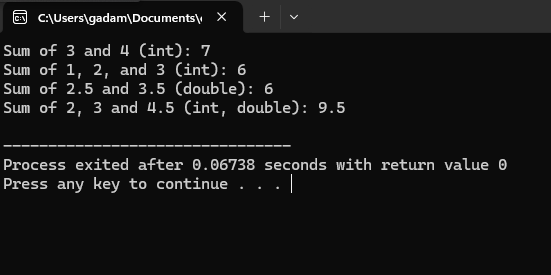 C:\Users\gadam\Documents\
Sum of 3 and 4 (int): 7
Sum of 1, 2, and 3 (int): 6
Sum of 2.5 and 3.5 (double): 6
Sum of 2, 3 and 4.5 (int, double): 9.5
--------------------------------
Process exited after 0.06738 seconds with return value 0
Press any key to continue . . .